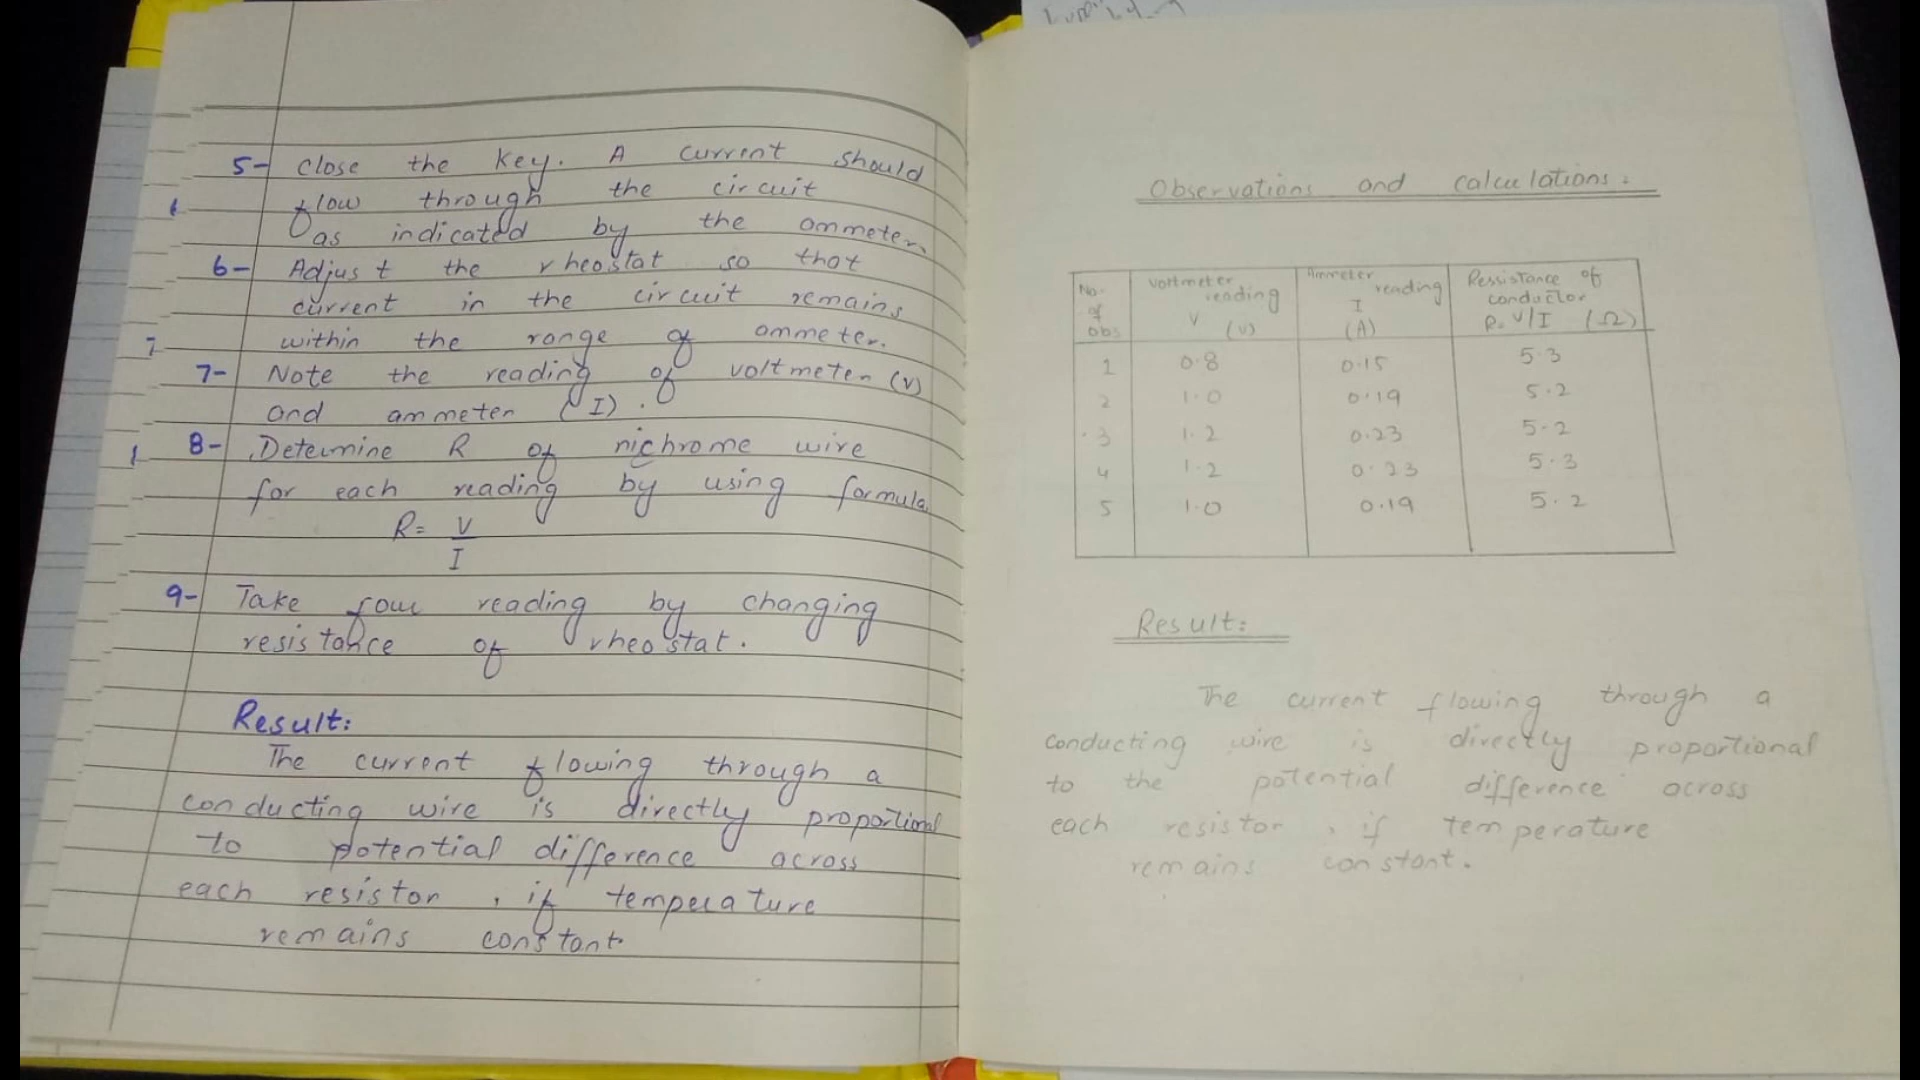 5- Close the key. A current should
flow through the circuit
as indicated by the ammeter.
6- Adjust the rheostat so that
current in the circuit remains
within the range of ammeter.
7- Note the reading of voltmeter (V)
and ammeter (I).
8- Determine R of nichrome wire
for each reading by using formula
R= V
I
9- Take four reading by changing
resistance of rheostat.
Result:
The current flowing through a
conducting wire is directly proportional
to potential difference across
each resistor, if temperature
remains constant.
Observations and calculations:
No. of obs | Voltmeter reading V (V) | Ammeter reading I (A) | Ressistance of conductor R=V/I (Ω)
1 0.8 0.15 5.3
2 1.0 0.19 5.2
3 1.2 0.23 5.2
4 1.2 0.23 5.3
5 1.0 0.19 5.2
Result:
The current flowing through a
conducting wire is directly proportional
to the potential difference across
each resistor, if temperature
remains constant.